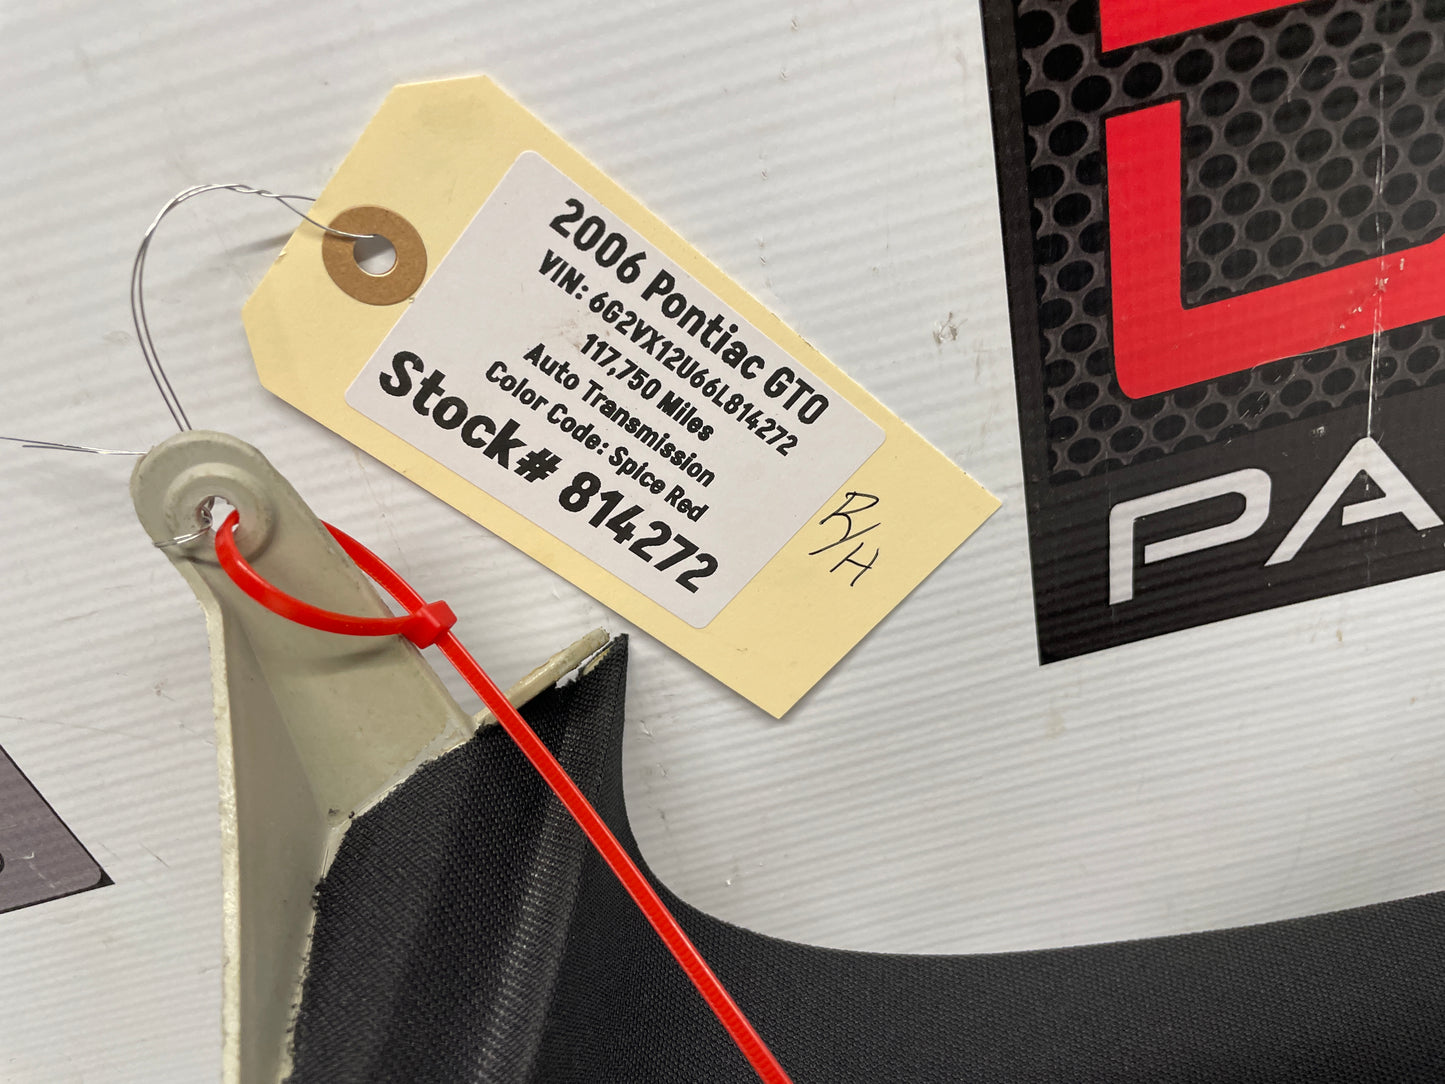 2006 Pontiac GTO
VIN: 6G2VX12U66L814272
117,750 Miles
Auto Transmission
Color Code: Spice Red
Stock# 814272
R/H
PA